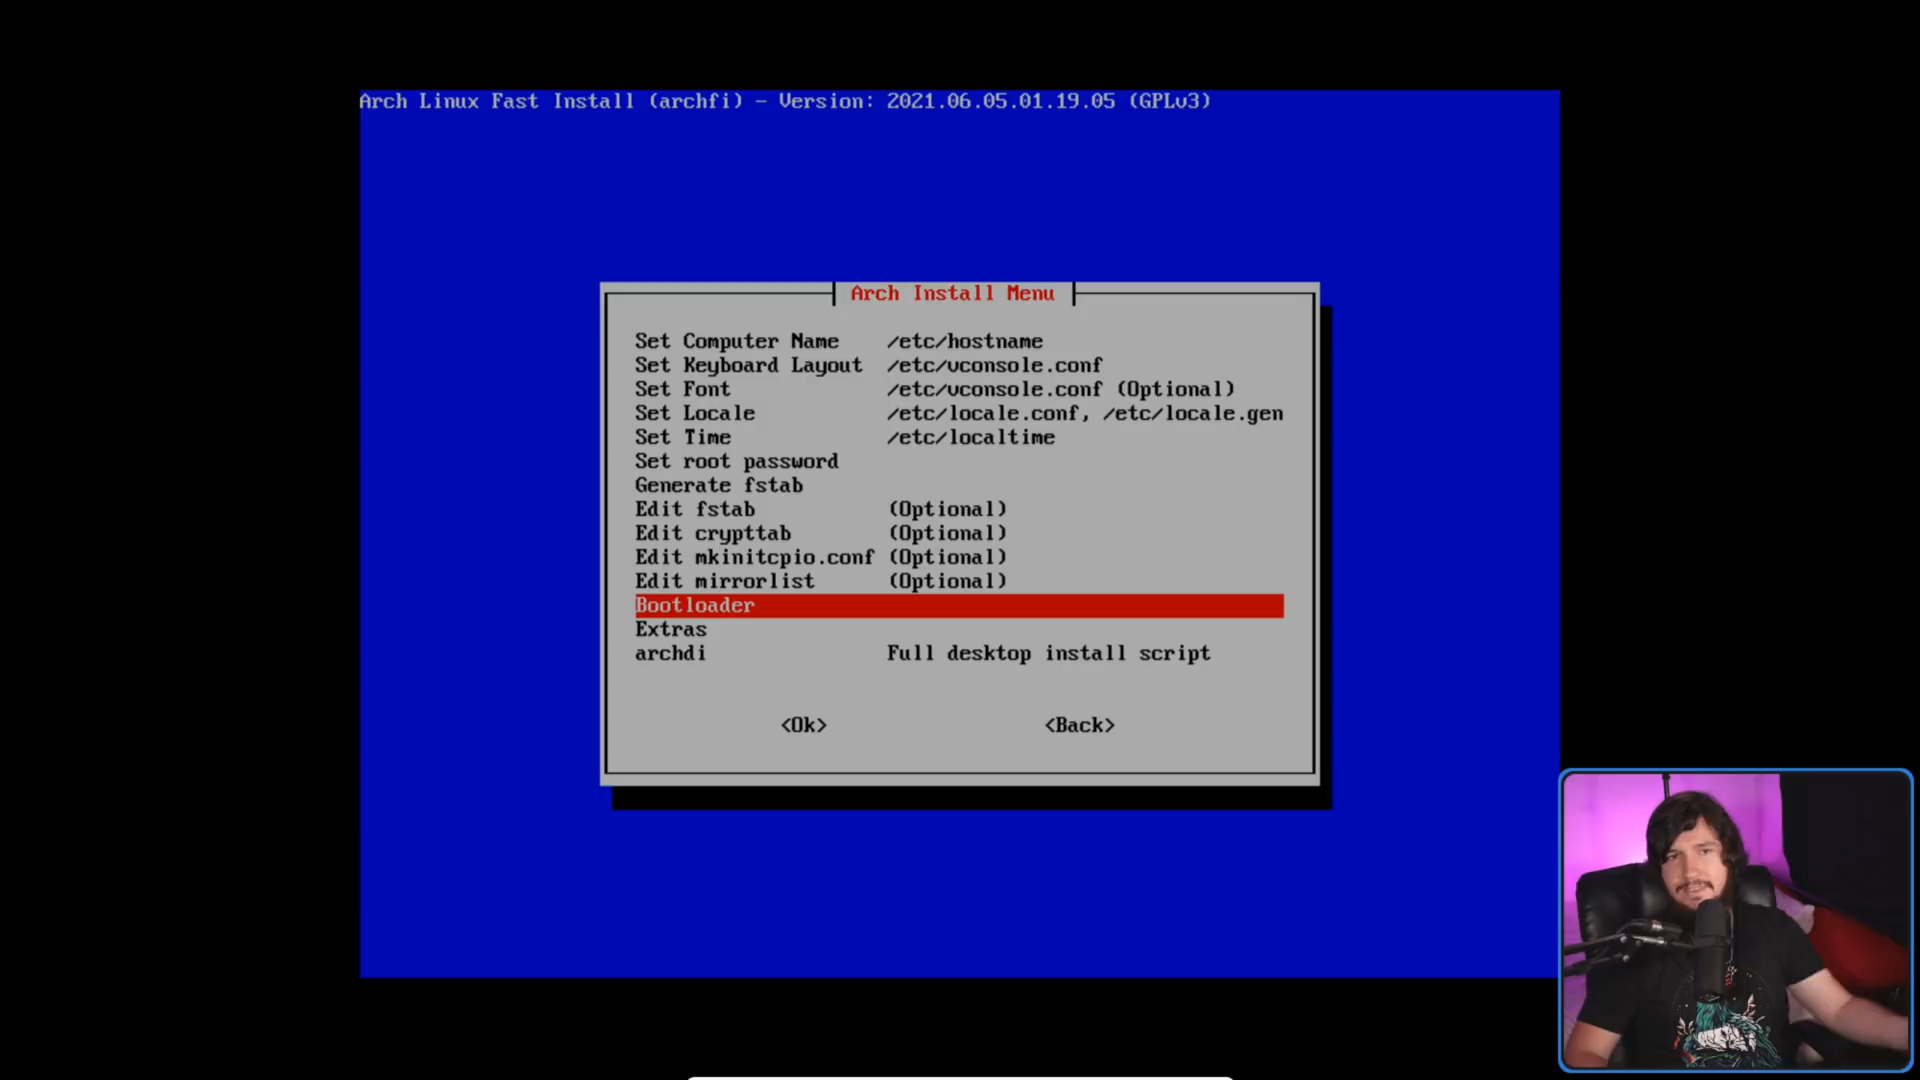 Arch Linux Fast Install (archfi) - Version: 2021.06.05.01.19.05 (GPLv3)
Arch Install Menu
Set Computer Name /etc/hostname
Set Keyboard Layout /etc/vconsole.conf
Set Font /etc/vconsole.conf (Optional)
Set Locale /etc/locale.conf, /etc/locale.gen
Set Time /etc/localtime
Set root password
Generate fstab
Edit fstab (Optional)
Edit crypttab (Optional)
Edit mkinitcpio.conf (Optional)
Edit mirrorlist (Optional)
Bootloader
Extras
archdi Full desktop install script
<Ok> <Back>